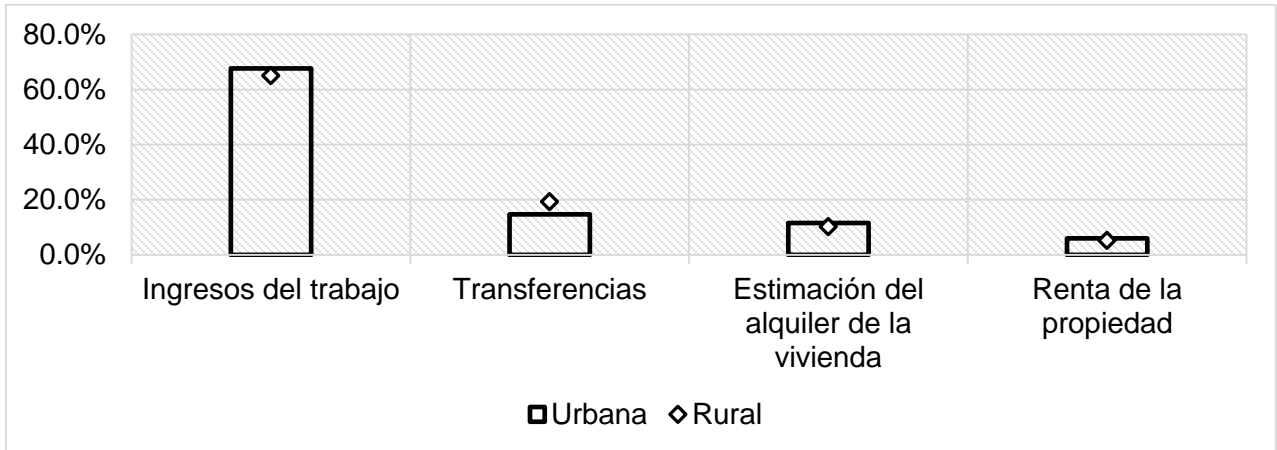 80.0%
60.0%
40.0%
20.0%
0.0%
Ingresos del trabajo
Transferencias
Estimación del
alquiler de la
vivienda
Renta de la
propiedad
Urbana
Rural